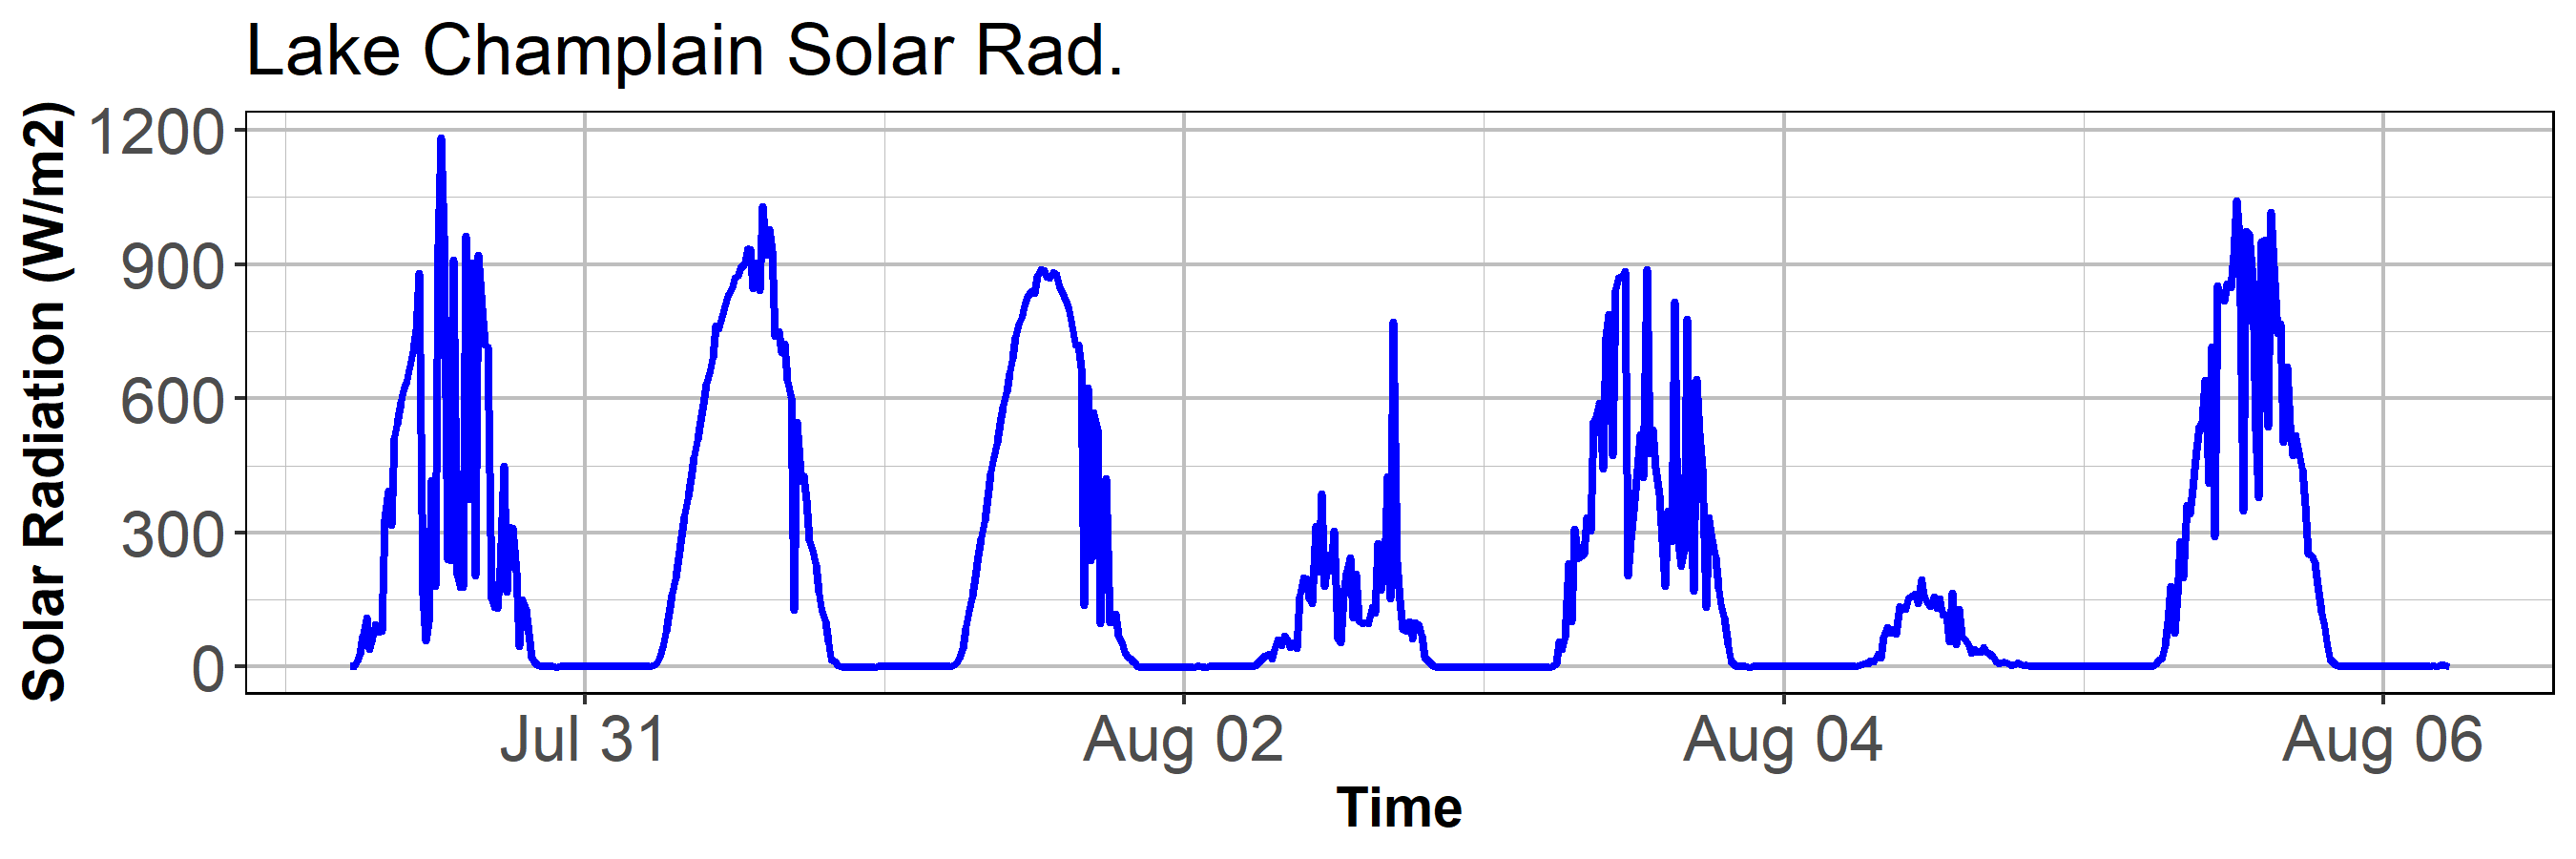 Lake Champlain Solar Rad.
Solar Radiation (W/m2)
1200
900
600
300
0
Jul 31 Aug 02 Aug 04 Aug 06
Time